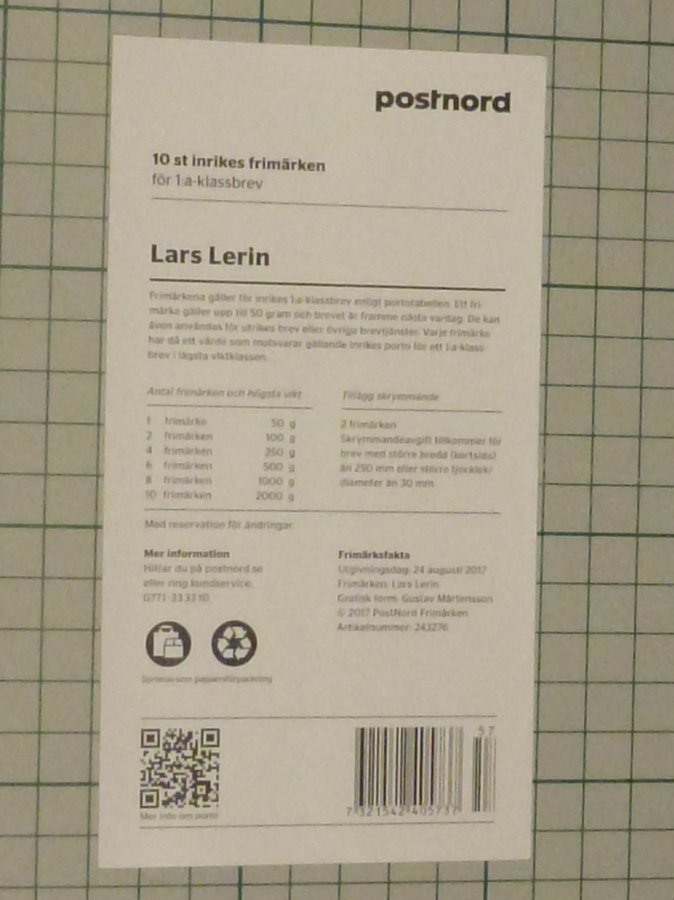 postnord
10 st inrikes frimärken
för 1:a-klassbrev
Lars Lerin
Frimärkena gäller för inrikes 1:a-klassbrev enligt portotabellen. Ett fri-
märke gäller upp till 50 gram och brevet är framme nästa vardag. De kan
även användas för utrikes brev eller övriga brevtjänster. Varje frimärke
har då ett värde som motsvarar gällande inrikes porto för ett 1:a-klass-
brev i lägsta viktklassen.
Antal frimärken och högsta vikt
1 frimärke 50 g
2 frimärken 100 g
4 frimärken 250 g
6 frimärken 500 g
8 frimärken 1000 g
10 frimärken 2000 g
Tillägg skrymmande
2 frimärken
Skrymmandeavgift tillkommer för
brev med större bredd (kortsida)
än 250 mm eller större tjocklek/
diameter än 30 mm.
Med reservation för ändringar.
Mer information
Hittar du på postnord.se
eller ring kundservice,
0771-33 33 10.
Frimärksfakta
Utgivningsdag: 24 augusti 2017
Frimärken: Lars Lerin
Grafisk form: Gustav Mårtensson
© 2017 PostNord Frimärken
Artikelnummer: 243276
Sorteras som pappersförpackning
Mer info om porto
57
7 321542 405737